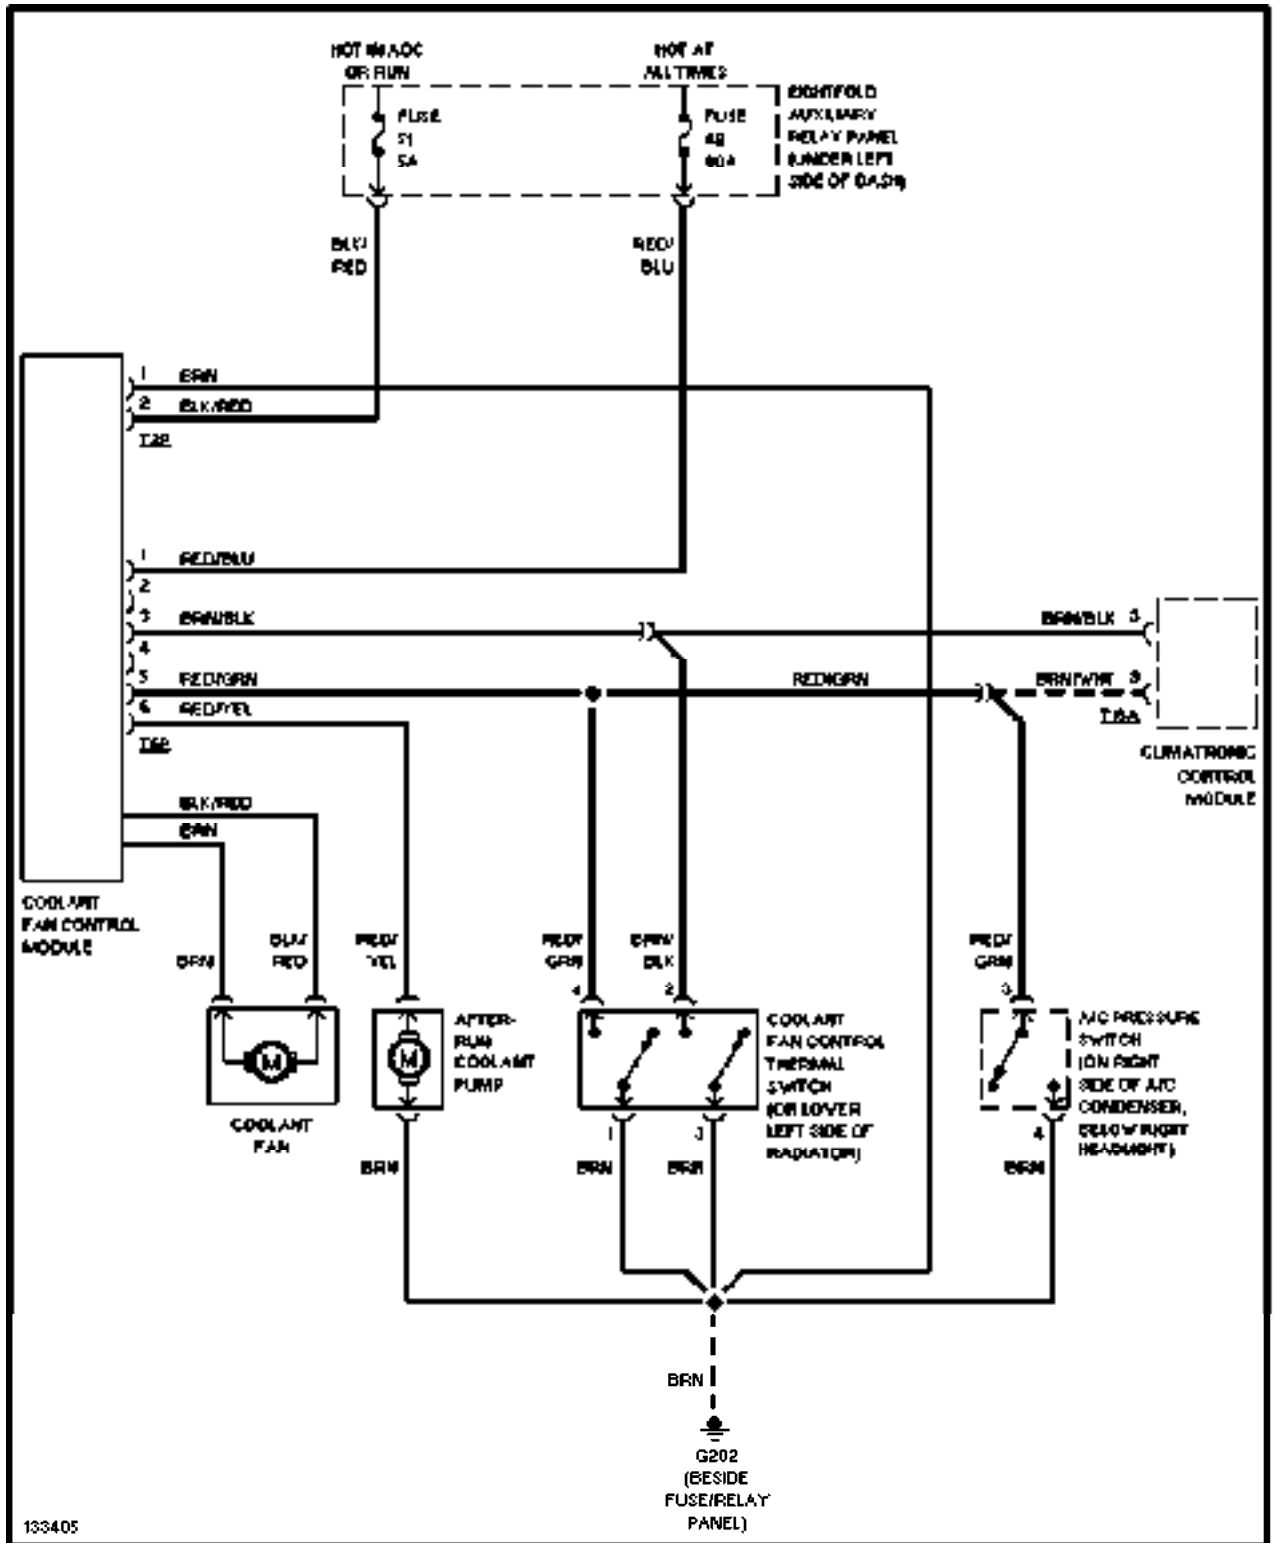 HOT IN ACC
OR RUN
HOT AT
ALL TIMES
FUSE
51
5A
FUSE
60A
EIGHTFOLD
AUXILIARY
RELAY PANEL
(UNDER LEFT
SIDE OF DASH)
BLK/
RED
RED/
BLU
1 BRN
2 BLK/RED
T2P
1 RED/BLU
2
3 BRN/BLK
BRN/BLK 3
4
5 RED/GRN
RED/GRN
BRN/WHT
6 RED/YEL
T6P
CLIMATRONIC
CONTROL
MODULE
BLK/RED
BRN
COOLANT
FAN CONTROL
MODULE
BRN
BLK/
RED
RED/
YEL
RED/
GRN
BRN/
BLK
RED/
GRN
4
2
3
COOLANT
FAN
AFTER-
RUN
COOLANT
PUMP
M
M
COOLANT
FAN CONTROL
THERMAL
SWITCH
(ON LOWER
LEFT SIDE OF
RADIATOR)
A/C PRESSURE
SWITCH
(ON RIGHT
SIDE OF A/C
CONDENSER,
BELOW RIGHT
HEADLIGHT)
1
3
4
BRN
BRN
BRN
BRN
BRN
G202
(BESIDE
FUSE/RELAY
PANEL)
133405